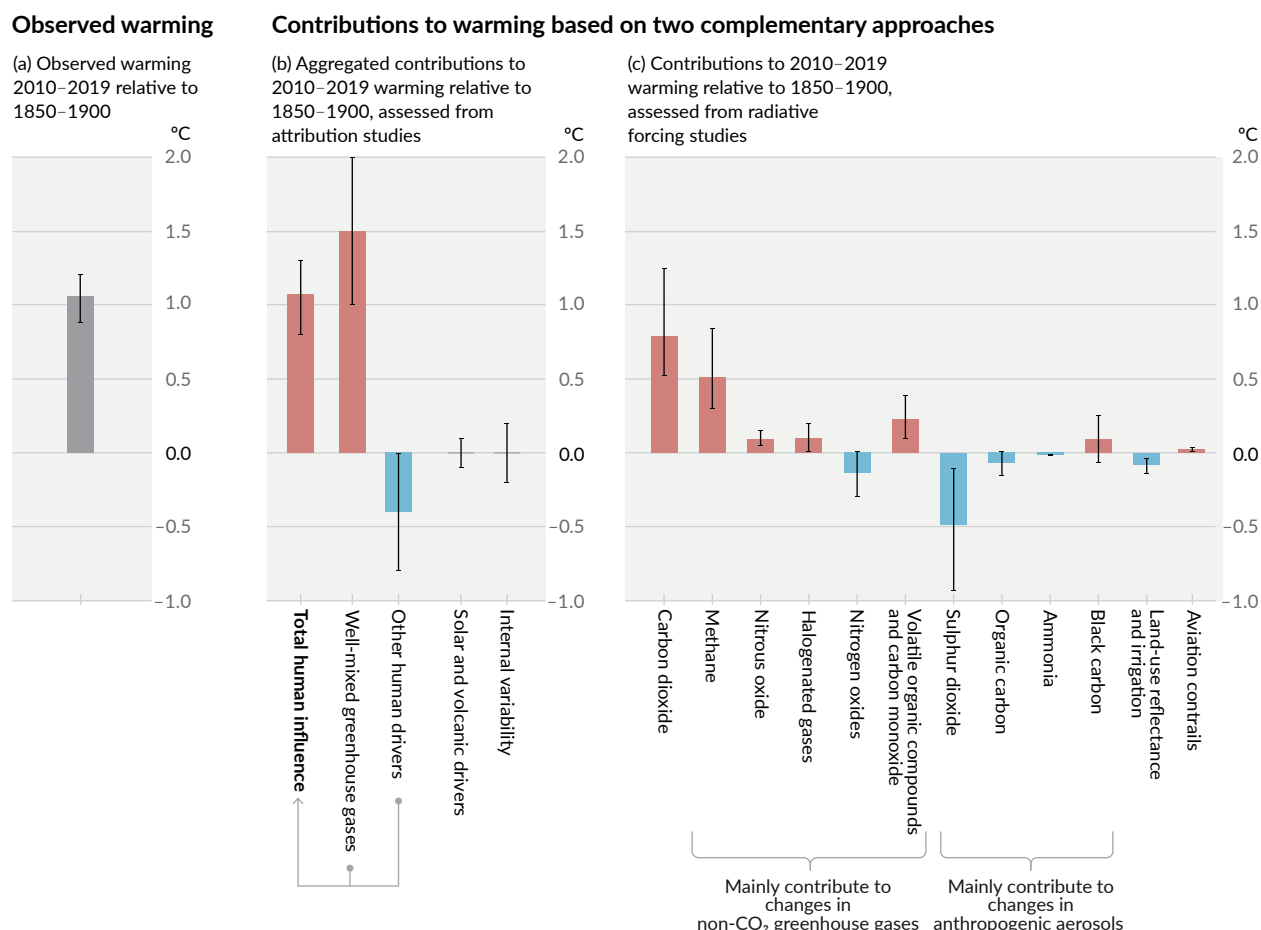 Observed warming
Contributions to warming based on two complementary approaches
(a) Observed warming
2010–2019 relative to
1850–1900
(b) Aggregated contributions to
2010–2019 warming relative to
1850–1900, assessed from
attribution studies
(c) Contributions to 2010–2019
warming relative to 1850–1900,
assessed from radiative
forcing studies
ºC
2.0
1.5
1.0
0.5
0.0
–0.5
–1.0
ºC
2.0
1.5
1.0
0.5
0.0
–0.5
–1.0
ºC
2.0
1.5
1.0
0.5
0.0
–0.5
–1.0
Total human influence
Well-mixed greenhouse gases
Other human drivers
Solar and volcanic drivers
Internal variability
Carbon dioxide
Methane
Nitrous oxide
Halogenated gases
Nitrogen oxides
Volatile organic compounds
and carbon monoxide
Sulphur dioxide
Organic carbon
Ammonia
Black carbon
Land-use reflectance
and irrigation
Aviation contrails
Mainly contribute to
changes in
non-CO₂ greenhouse gases
Mainly contribute to
changes in
anthropogenic aerosols